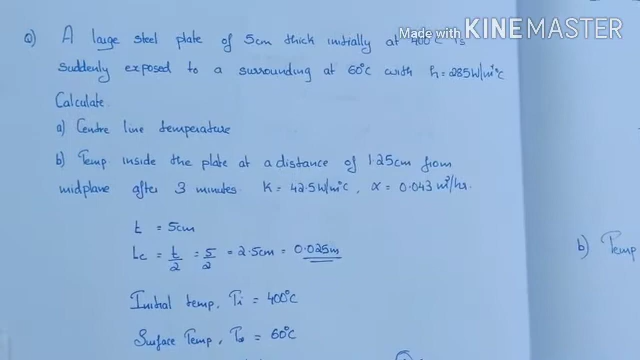 Made with KINEMASTER
Q) A large steel plate of 5cm thick initially at 400°C is
suddenly exposed to a surrounding at 60°C with h = 285W/m²°C
Calculate
a) Centre line temperature
b) Temp inside the plate at a distance of 1.25cm from
midplane after 3 minutes. K = 42.5W/m°C, α = 0.043 m²/hr.
t = 5cm
Lc = t/2 = 5/2 = 2.5cm = 0.025m
Initial temp, Ti = 400°C
Surface Temp, T∞ = 60°C
b) Temp